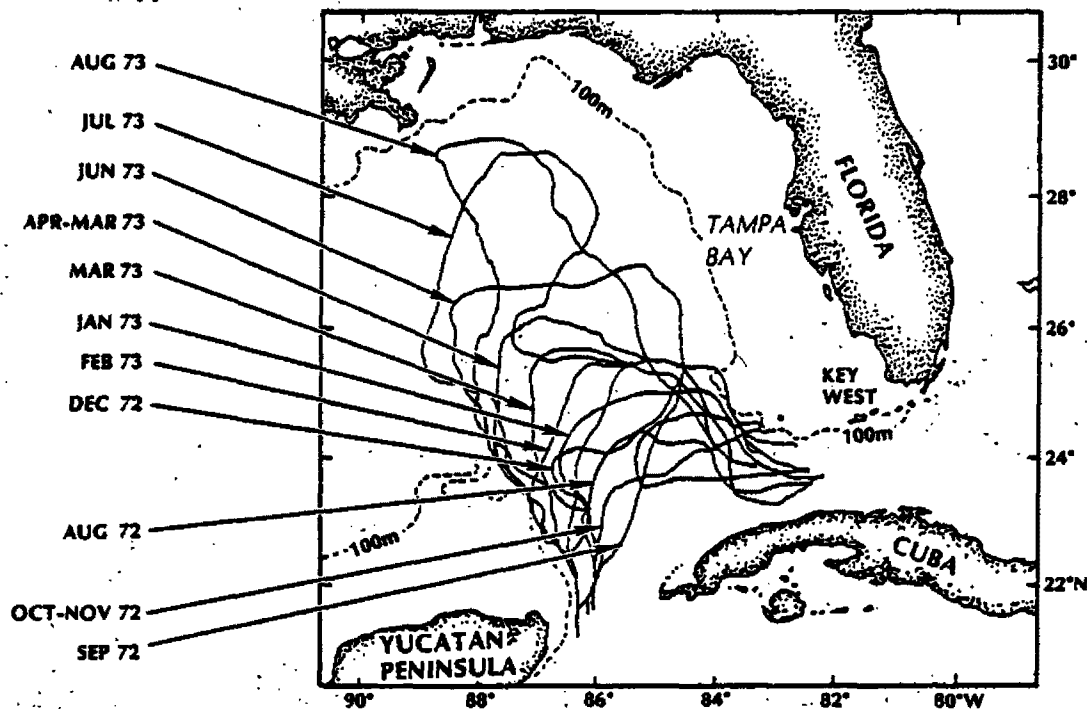 AUG 73
JUL 73
JUN 73
APR-MAR 73
MAR 73
JAN 73
FEB 73
DEC 72
AUG 72
OCT-NOV 72
SEP 72
100m
FLORIDA
TAMPA
BAY
KEY
WEST
100m
100m
CUBA
YUCATAN
PENINSULA
30°
28°
26°
24°
22°N
90°
88°
86°
84°
82°
80°W